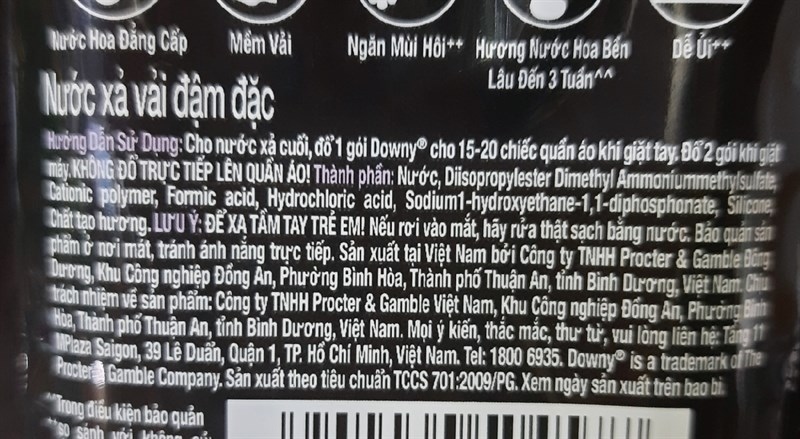 Nước Hoa Đẳng Cấp
Mềm Vải
Ngăn Mùi Hôi++
Hương Nước Hoa Bền
Lâu Đến 3 Tuần^^
Dễ Ủi++
Nước xả vải đậm đặc
Hướng Dẫn Sử Dụng: Cho nước xả cuối, đổ 1 gói Downy® cho 15-20 chiếc quần áo khi giặt tay. Đổ 2 gói khi giặt
máy. KHÔNG ĐỔ TRỰC TIẾP LÊN QUẦN ÁO! Thành phần: Nước, Diisopropylester Dimethyl Ammoniummethylsulfate,
Cationic polymer, Formic acid, Hydrochloric acid, Sodium1-hydroxyethane-1,1-diphosphonate, Silicone,
Chất tạo hương. LƯU Ý: ĐỂ XA TẦM TAY TRẺ EM! Nếu rơi vào mắt, hãy rửa thật sạch bằng nước. Bảo quản sản
phẩm ở nơi mát, tránh ánh nắng trực tiếp. Sản xuất tại Việt Nam bởi Công ty TNHH Procter & Gamble Đông
Dương, Khu Công nghiệp Đồng An, Phường Bình Hòa, Thành phố Thuận An, tỉnh Bình Dương, Việt Nam. Chịu
trách nhiệm về sản phẩm: Công ty TNHH Procter & Gamble Việt Nam, Khu Công nghiệp Đồng An, Phường Bình
Hòa, Thành phố Thuận An, tỉnh Bình Dương, Việt Nam. Mọi ý kiến, thắc mắc, thư từ, vui lòng liên hệ: Tầng 11
MPlaza Saigon, 39 Lê Duẩn, Quận 1, TP. Hồ Chí Minh, Việt Nam. Tel: 1800 6935. Downy® is a trademark of The
Procter & Gamble Company. Sản xuất theo tiêu chuẩn TCCS 701:2009/PG. Xem ngày sản xuất trên bao bì.
^^Trong điều kiện bảo quản
so sánh với không